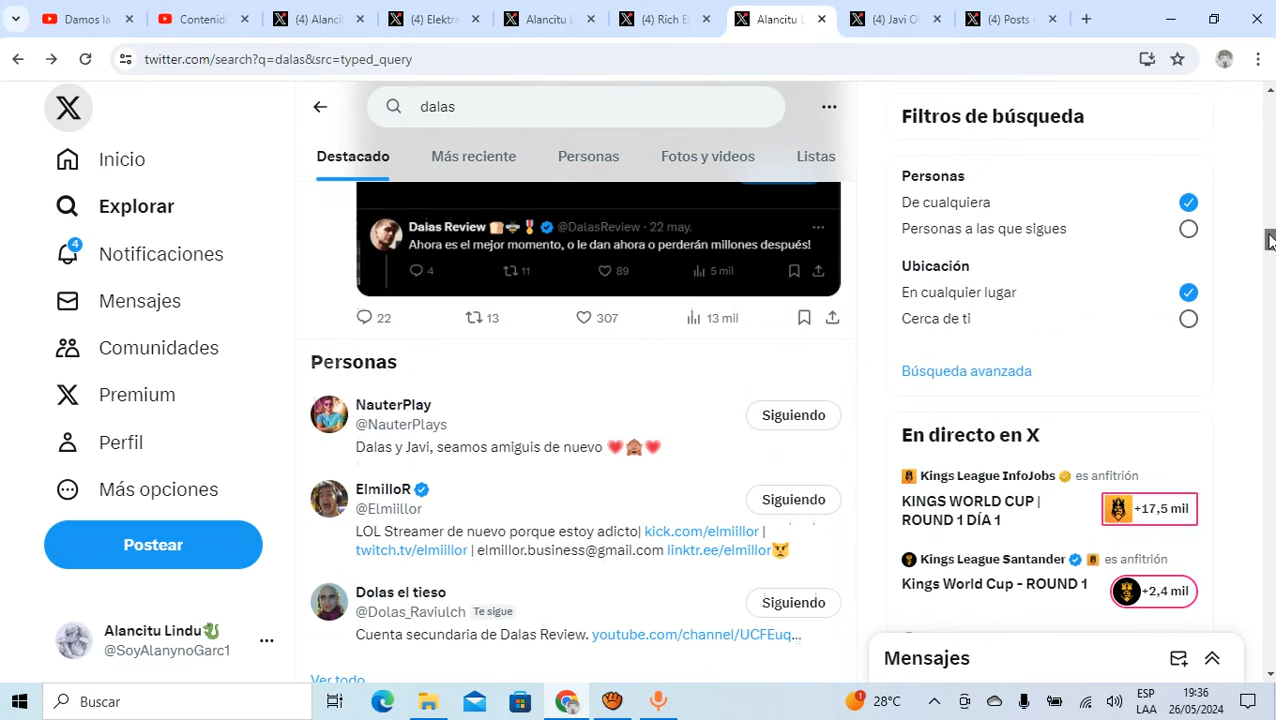 Damos la
Contenid
(4) Alanci
(4) Elektra
Alancitu L
(4) Rich El
Alancitu L
(4) Javi Ol
(4) Posts d
twitter.com/search?q=dalas&src=typed_query
dalas
Destacado Más reciente Personas Fotos y videos Listas
Inicio
Explorar
4
Notificaciones
Mensajes
Comunidades
Premium
Perfil
Más opciones
Postear
Alancitu Lindu🐉
@SoyAlanynoGarc1
Dalas Review @DalasReview · 22 may.
Ahora es el mejor momento, o le dan ahora o perderán millones después!
4 11 89 5 mil
22 13 307 13 mil
Personas
NauterPlay
@NauterPlays
Siguiendo
Dalas y Javi, seamos amiguis de nuevo 💗🙈💗
ElmilloR
@Elmiillor
Siguiendo
LOL Streamer de nuevo porque estoy adicto| kick.com/elmiillor |
twitch.tv/elmiillor | elmillor.business@gmail.com linktr.ee/elmillor😠
Dolas el tieso
@Dolas_Raviulch Te sigue
Siguiendo
Cuenta secundaria de Dalas Review. youtube.com/channel/UCFEuq…
Ver todo
Filtros de búsqueda
Personas
De cualquiera
Personas a las que sigues
Ubicación
En cualquier lugar
Cerca de ti
Búsqueda avanzada
En directo en X
Kings League InfoJobs es anfitrión
KINGS WORLD CUP |
ROUND 1 DÍA 1
+17,5 mil
Kings League Santander es anfitrión
Kings World Cup - ROUND 1
+2,4 mil
Mensajes
Buscar
28°C
ESP
LAA
19:36
26/05/2024